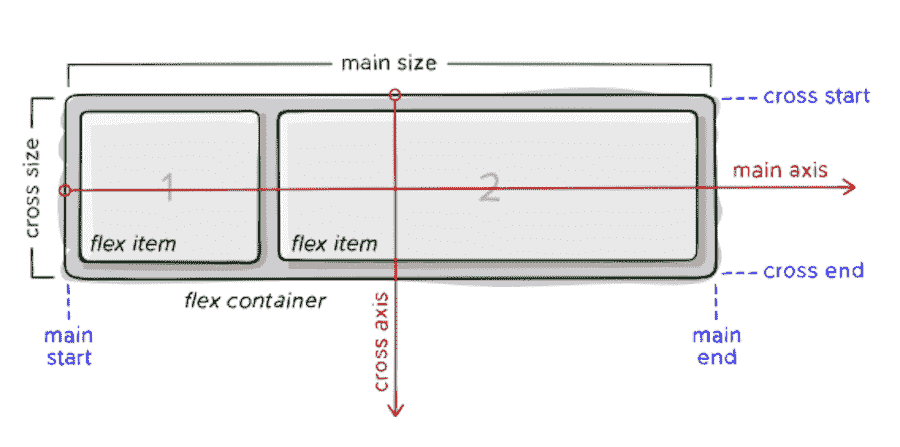 main size
cross start
cross size
1
2
main axis
flex item
flex item
cross end
flex container
cross axis
main
start
main
end